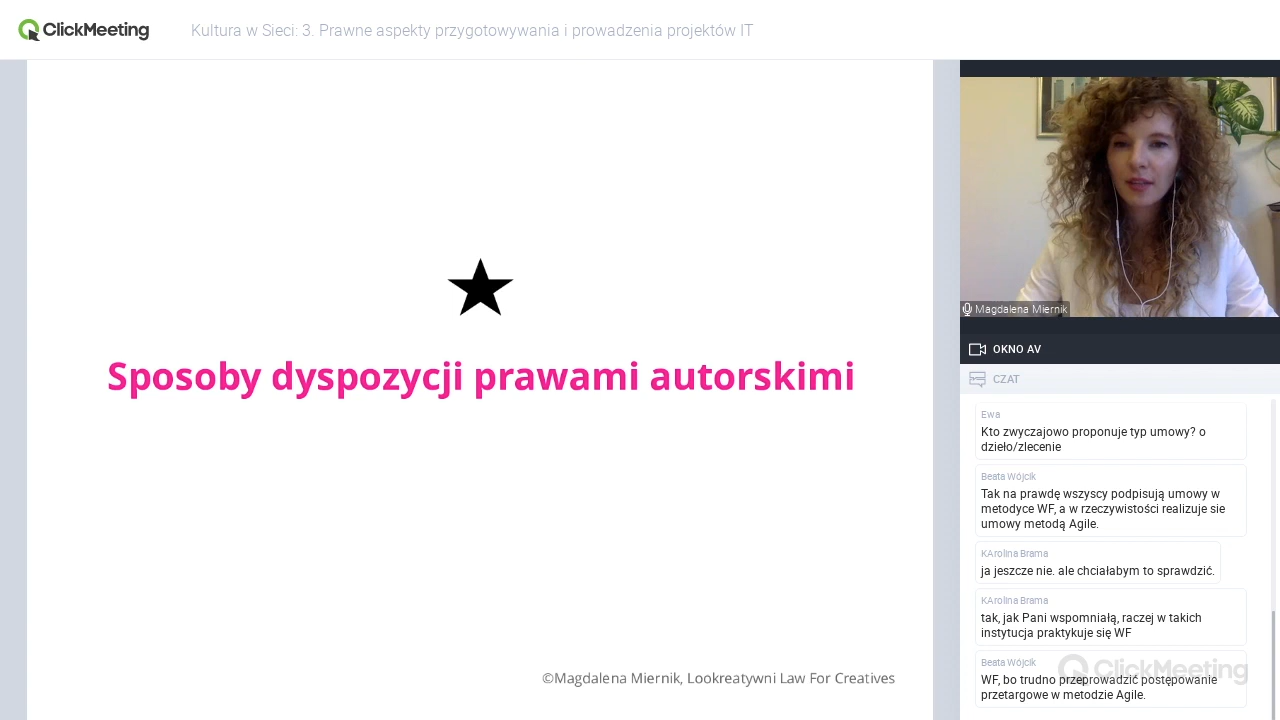 ClickMeeting
Kultura w Sieci: 3. Prawne aspekty przygotowywania i prowadzenia projektów IT
Sposoby dyspozycji prawami autorskimi
©Magdalena Miernik, Lookreatywni Law For Creatives
Magdalena Miernik
OKNO AV
CZAT
Ewa
Kto zwyczajowo proponuje typ umowy? o
dzieło/zlecenie
Beata Wójcik
Tak na prawdę wszyscy podpisują umowy w
metodyce WF, a w rzeczywistości realizuje sie
umowy metodą Agile.
KArolina Brama
ja jeszcze nie. ale chciałabym to sprawdzić.
KArolina Brama
tak, jak Pani wspomniałą, raczej w takich
instytucja praktykuje się WF
Beata Wójcik
WF, bo trudno przeprowadzić postępowanie
przetargowe w metodzie Agile.
ClickMeeting